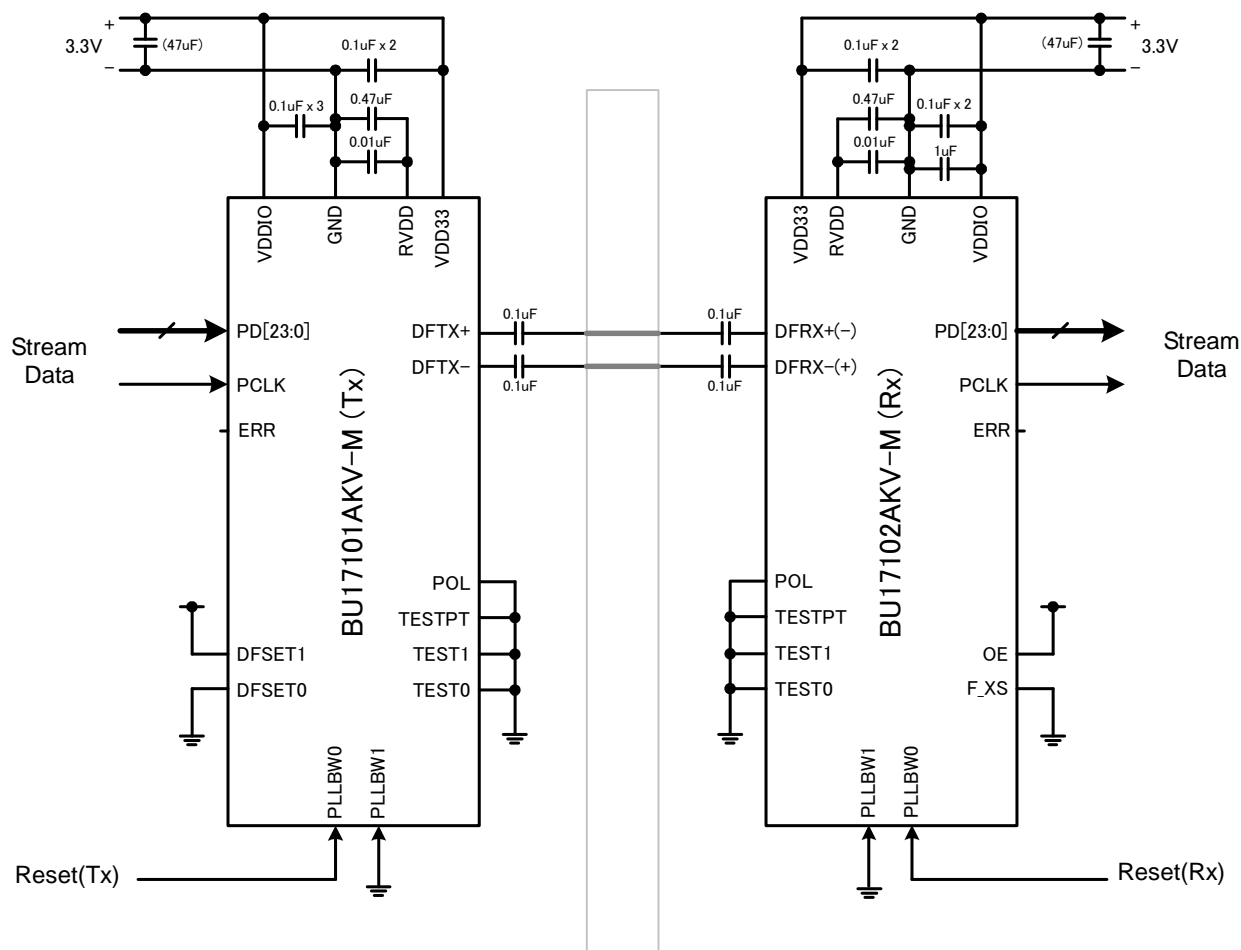 +
3.3V
−
(47uF)
0.1uF x 2
0.1uF x 3
0.47uF
0.01uF
VDDIO
GND
RVDD
VDD33
Stream
Data
PD[23:0]
PCLK
ERR
DFTX+
DFTX-
BU17101AKV-M (Tx)
POL
TESTPT
TEST1
TEST0
DFSET1
DFSET0
PLLBW0
PLLBW1
Reset(Tx)
0.1uF
0.1uF
0.1uF
0.1uF
+
3.3V
−
(47uF)
0.1uF x 2
0.47uF
0.1uF x 2
0.01uF
1uF
VDD33
RVDD
GND
VDDIO
DFRX+(-)
DFRX-(+)
PD[23:0]
PCLK
ERR
Stream
Data
BU17102AKV-M (Rx)
POL
TESTPT
TEST1
TEST0
OE
F_XS
PLLBW1
PLLBW0
Reset(Rx)